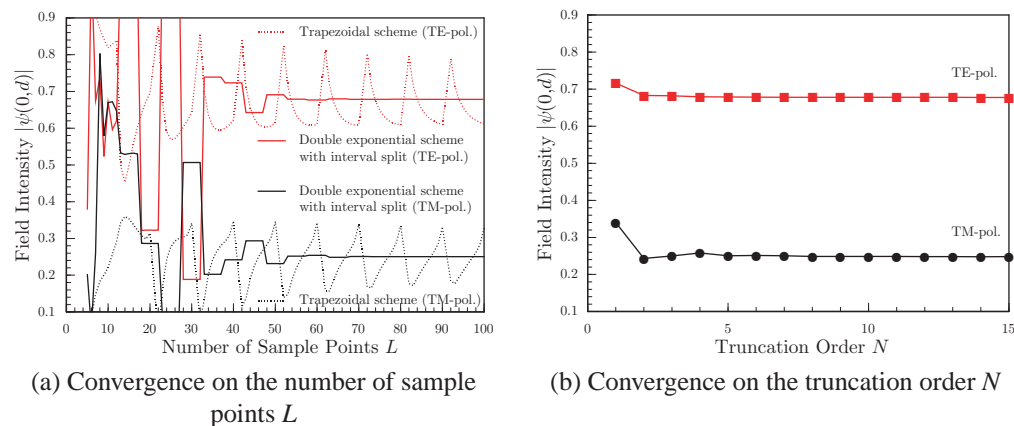 0.9
0.8
0.7
0.6
0.5
0.4
0.3
0.2
0.1
Field Intensity |ψ(0,d)|
Trapezoidal scheme (TE-pol.)
Double exponential scheme
with interval split (TE-pol.)
Double exponential scheme
with interval split (TM-pol.)
Trapezoidal scheme (TM-pol.)
0 10 20 30 40 50 60 70 80 90 100
Number of Sample Points L
(a) Convergence on the number of sample
points L
0.9
0.8
0.7
0.6
0.5
0.4
0.3
0.2
0.1
Field Intensity |ψ(0,d)|
TE-pol.
TM-pol.
0 5 10 15
Truncation Order N
(b) Convergence on the truncation order N